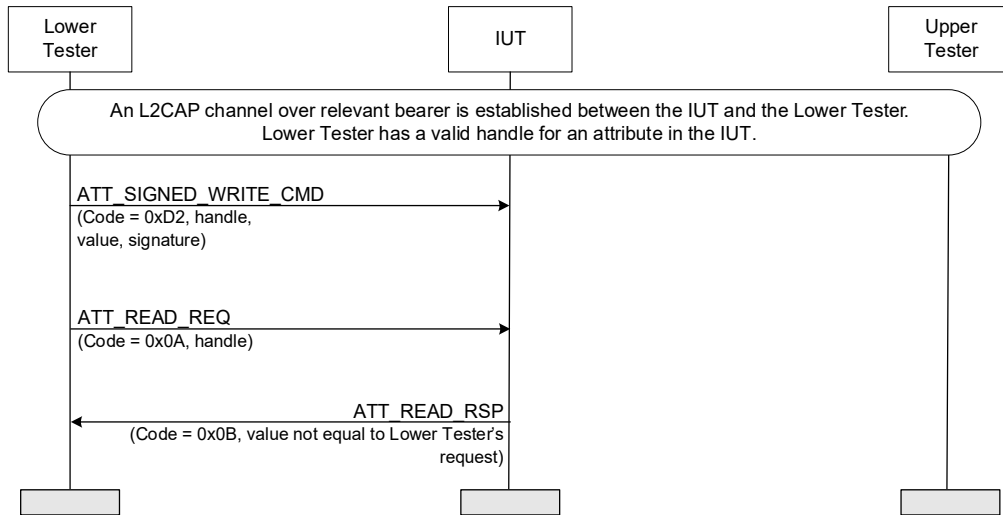 Lower
Tester
IUT
Upper
Tester
An L2CAP channel over relevant bearer is established between the IUT and the Lower Tester.
Lower Tester has a valid handle for an attribute in the IUT.
ATT_SIGNED_WRITE_CMD
(Code = 0xD2, handle,
value, signature)
ATT_READ_REQ
(Code = 0x0A, handle)
ATT_READ_RSP
(Code = 0x0B, value not equal to Lower Tester's
request)